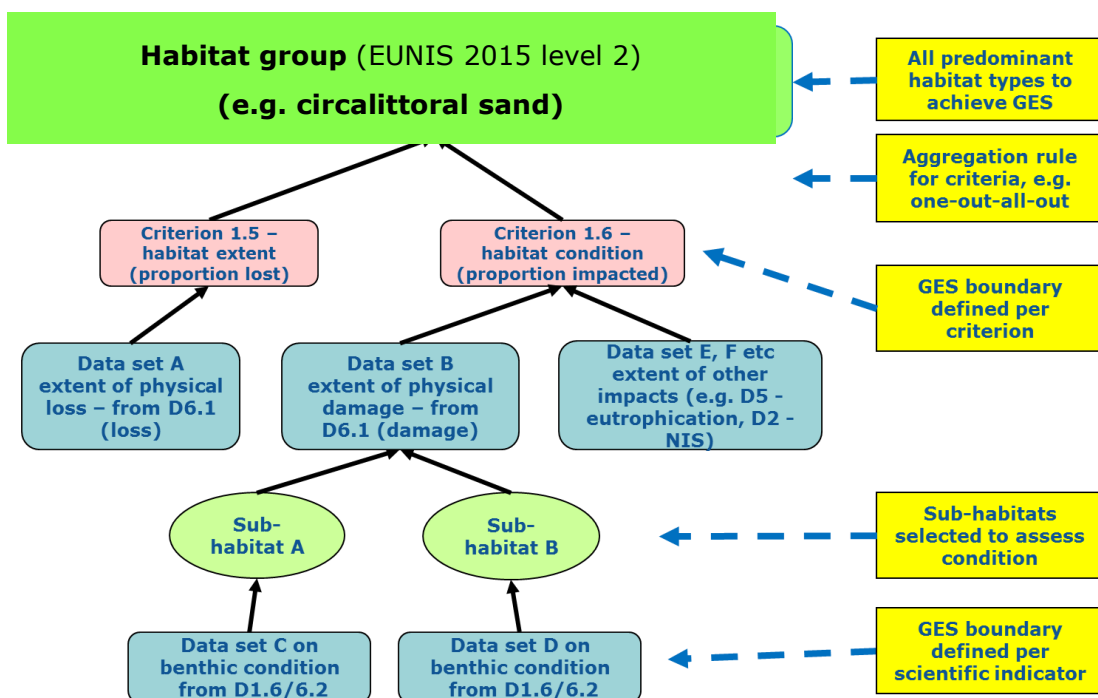 Habitat group (EUNIS 2015 level 2)
(e.g. circalittoral sand)
All predominant
habitat types to
achieve GES
Aggregation rule
for criteria, e.g.
one-out-all-out
Criterion 1.5 –
habitat extent
(proportion lost)
Criterion 1.6 –
habitat condition
(proportion impacted)
GES boundary
defined per
criterion
Data set A
extent of physical
loss – from D6.1
(loss)
Data set B
extent of physical
damage – from
D6.1 (damage)
Data set E, F etc
extent of other
impacts (e.g. D5 -
eutrophication, D2 -
NIS)
Sub-
habitat A
Sub-
habitat B
Sub-habitats
selected to assess
condition
Data set C on
benthic condition
from D1.6/6.2
Data set D on
benthic condition
from D1.6/6.2
GES boundary
defined per
scientific indicator